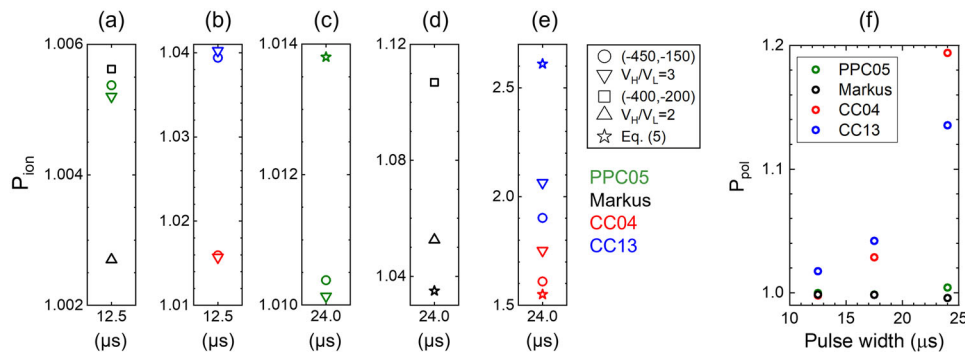 (a)
(b)
(c)
(d)
(e)
(f)
P_ion
1.006
1.004
1.002
12.5
(µs)
1.04
1.03
1.02
1.01
12.5
(µs)
1.014
1.012
1.010
24.0
(µs)
1.12
1.08
1.04
24.0
(µs)
2.5
2.0
1.5
24.0
(µs)
(-450,-150)
V_H/V_L=3
(-400,-200)
V_H/V_L=2
Eq. (5)
PPC05
Markus
CC04
CC13
P_pol
1.2
1.1
1.0
PPC05
Markus
CC04
CC13
10 15 20 25
Pulse width (µs)